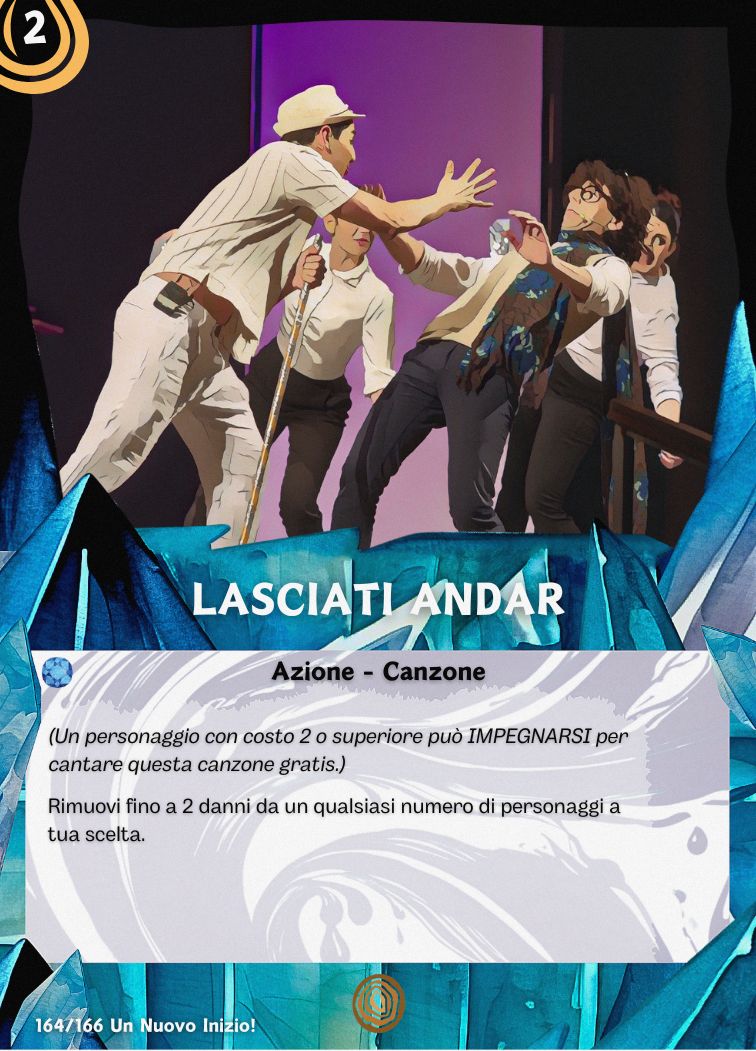 2
LASCIATI ANDAR
Azione - Canzone
(Un personaggio con costo 2 o superiore può IMPEGNARSI per
cantare questa canzone gratis.)
Rimuovi fino a 2 danni da un qualsiasi numero di personaggi a
tua scelta.
164/166 Un Nuovo Inizio!